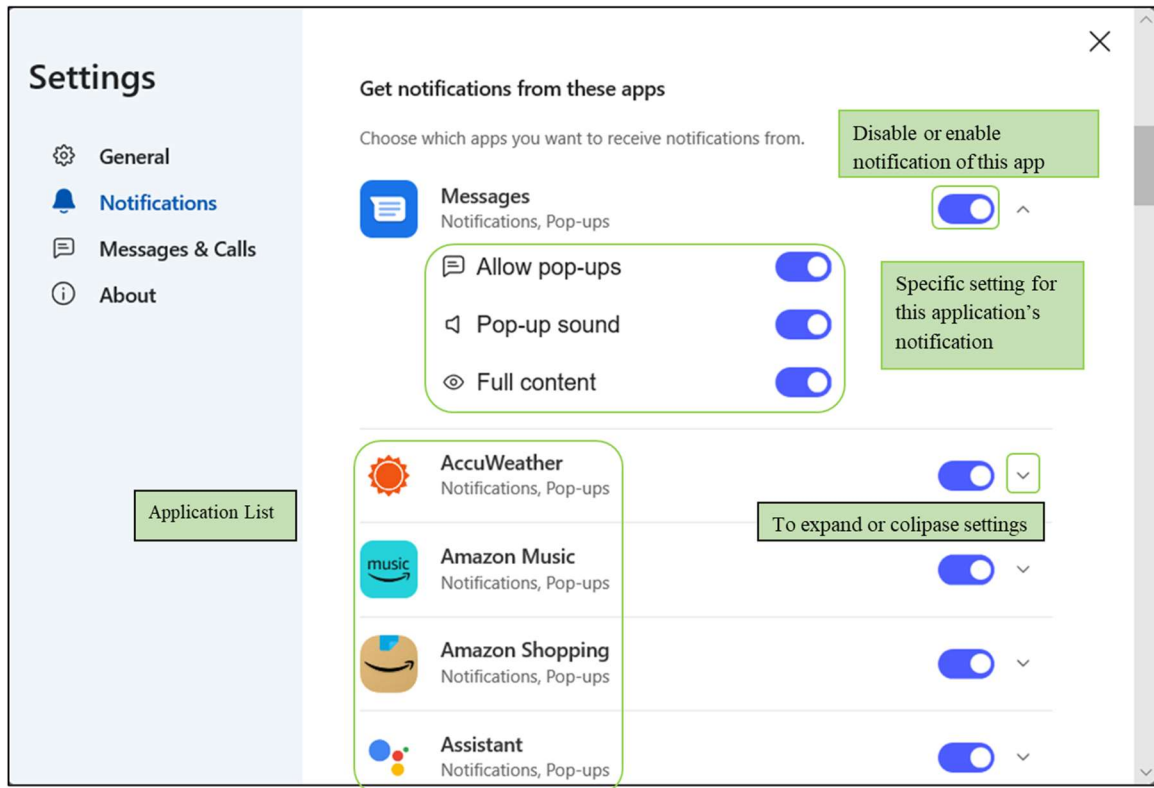 Settings
General
Notifications
Messages & Calls
About
Application List
Get notifications from these apps
Choose which apps you want to receive notifications from.
Disable or enable
notification of this app
Messages
Notifications, Pop-ups
Allow pop-ups
Pop-up sound
Full content
Specific setting for
this application’s
notification
AccuWeather
Notifications, Pop-ups
To expand or colipase settings
music
Amazon Music
Notifications, Pop-ups
Amazon Shopping
Notifications, Pop-ups
Assistant
Notifications, Pop-ups